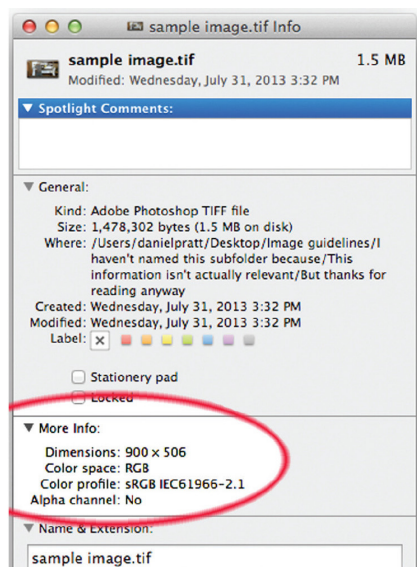 sample image.tif Info
sample image.tif 1.5 MB
Modified: Wednesday, July 31, 2013 3:32 PM
Spotlight Comments:
General:
Kind: Adobe Photoshop TIFF file
Size: 1,478,302 bytes (1.5 MB on disk)
Where: /Users/danielpratt/Desktop/Image guidelines/I
haven't named this subfolder because/This
information isn't actually relevant/But thanks for
reading anyway
Created: Wednesday, July 31, 2013 3:32 PM
Modified: Wednesday, July 31, 2013 3:32 PM
Label:
Stationery pad
Locked
More Info:
Dimensions: 900 × 506
Color space: RGB
Color profile: sRGB IEC61966-2.1
Alpha channel: No
Name & Extension:
sample image.tif